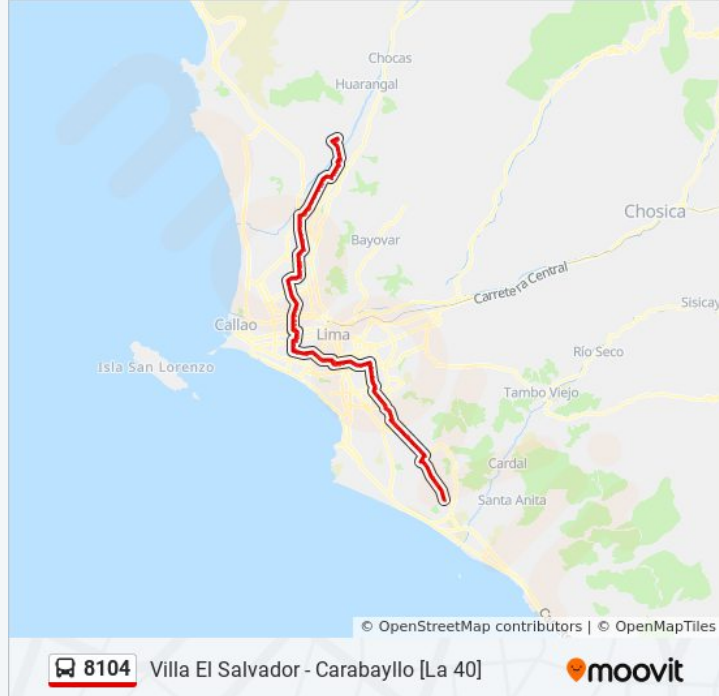 Chocas
Huarangal
Chosica
Bayovar
Carretera Central
Sisicay
Callao
Lima
Río Seco
Isla San Lorenzo
Tambo Viejo
Cardal
Santa Anita
© OpenStreetMap contributors | © OpenMapTiles
8104 Villa El Salvador - Carabayllo [La 40] moovit